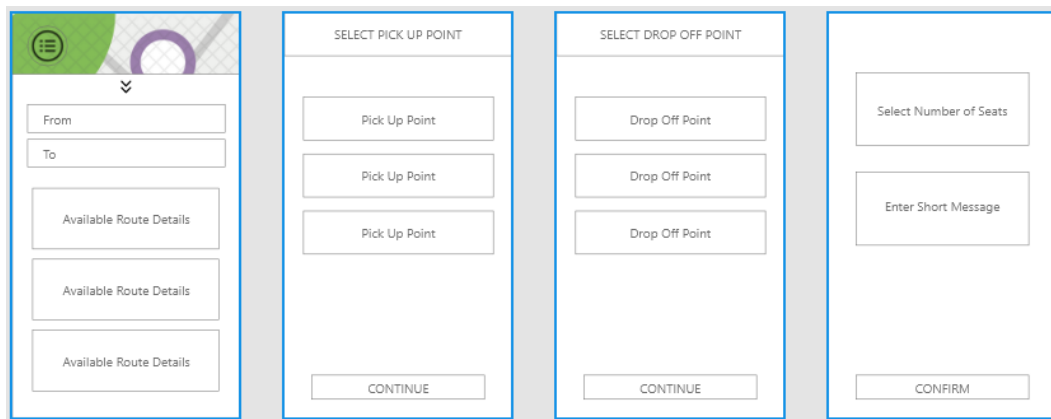 From
To
Available Route Details
Available Route Details
Available Route Details
SELECT PICK UP POINT
Pick Up Point
Pick Up Point
Pick Up Point
CONTINUE
SELECT DROP OFF POINT
Drop Off Point
Drop Off Point
Drop Off Point
CONTINUE
Select Number of Seats
Enter Short Message
CONFIRM